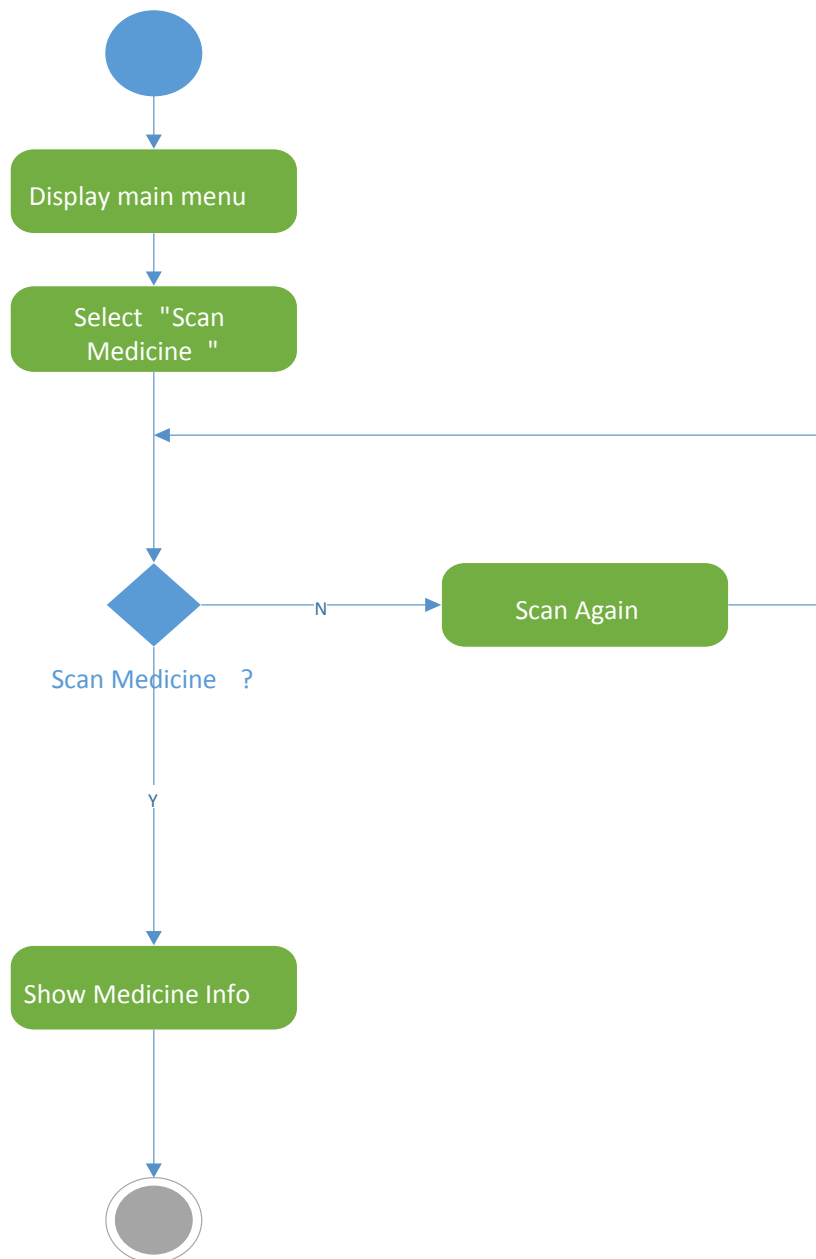 Display main menu
Select "Scan
Medicine "
N
Scan Again
Scan Medicine ?
Y
Show Medicine Info